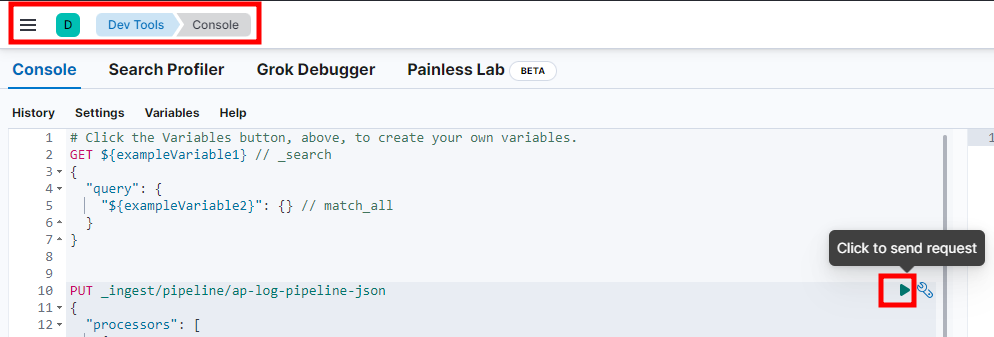 D Dev Tools Console
Console Search Profiler Grok Debugger Painless Lab BETA
History Settings Variables Help
1 # Click the Variables button, above, to create your own variables.
2 GET ${exampleVariable1} // _search
3 {
4 "query": {
5 "${exampleVariable2}": {} // match_all
6 }
7 }
8
9
Click to send request
10 PUT _ingest/pipeline/ap-log-pipeline-json
11 {
12 "processors": [
1